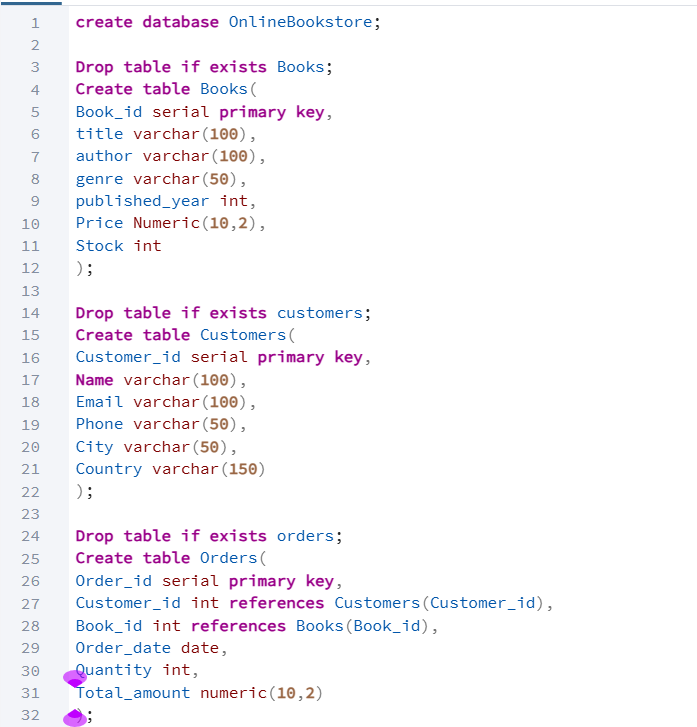 1 create database OnlineBookstore;
2
3 Drop table if exists Books;
4 Create table Books(
5 Book_id serial primary key,
6 title varchar(100),
7 author varchar(100),
8 genre varchar(50),
9 published_year int,
10 Price Numeric(10,2),
11 Stock int
12 );
13
14 Drop table if exists customers;
15 Create table Customers(
16 Customer_id serial primary key,
17 Name varchar(100),
18 Email varchar(100),
19 Phone varchar(50),
20 City varchar(50),
21 Country varchar(150)
22 );
23
24 Drop table if exists orders;
25 Create table Orders(
26 Order_id serial primary key,
27 Customer_id int references Customers(Customer_id),
28 Book_id int references Books(Book_id),
29 Order_date date,
30 Quantity int,
31 Total_amount numeric(10,2)
32 );